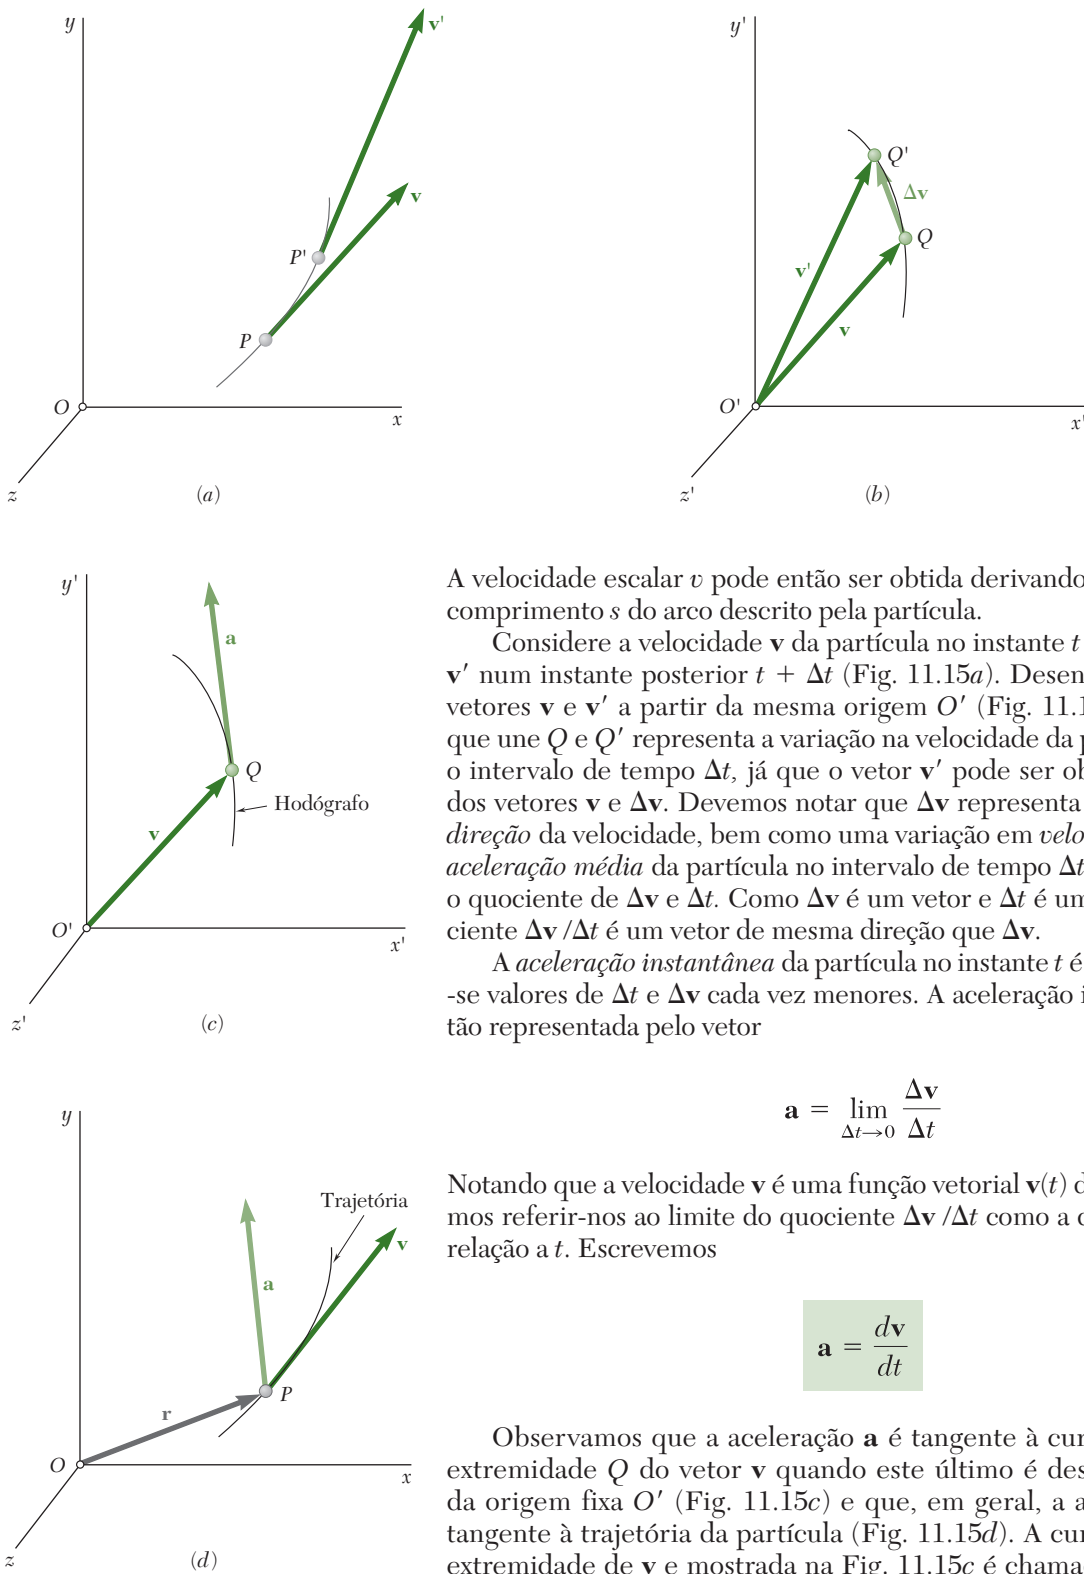 y
v'
v
P'
P
O
x
z
(a)
y'
Q'
Δv
Q
v'
v
O'
x'
z'
(b)
y'
a
Q
Hodógrafo
v
O'
x'
z'
(c)
A velocidade escalar v pode então ser obtida derivando
comprimento s do arco descrito pela partícula.
Considere a velocidade v da partícula no instante t
v′ num instante posterior t + Δt (Fig. 11.15a). Desen
vetores v e v′ a partir da mesma origem O′ (Fig. 11.1
que une Q e Q′ representa a variação na velocidade da p
o intervalo de tempo Δt, já que o vetor v′ pode ser ob
dos vetores v e Δv. Devemos notar que Δv representa
direção da velocidade, bem como uma variação em velo
aceleração média da partícula no intervalo de tempo Δt
o quociente de Δv e Δt. Como Δv é um vetor e Δt é um
ciente Δv/Δt é um vetor de mesma direção que Δv.
A aceleração instantânea da partícula no instante t é
-se valores de Δt e Δv cada vez menores. A aceleração i
tão representada pelo vetor
a = lim Δt→0 Δv/Δt
Notando que a velocidade v é uma função vetorial v(t) d
mos referir-nos ao limite do quociente Δv/Δt como a d
relação a t. Escrevemos
a = dv/dt
y
Trajetória
v
a
P
r
O
x
z
(d)
Observamos que a aceleração a é tangente à cur
extremidade Q do vetor v quando este último é des
da origem fixa O′ (Fig. 11.15c) e que, em geral, a a
tangente à trajetória da partícula (Fig. 11.15d). A cur
extremidade de v e mostrada na Fig. 11.15c é chama